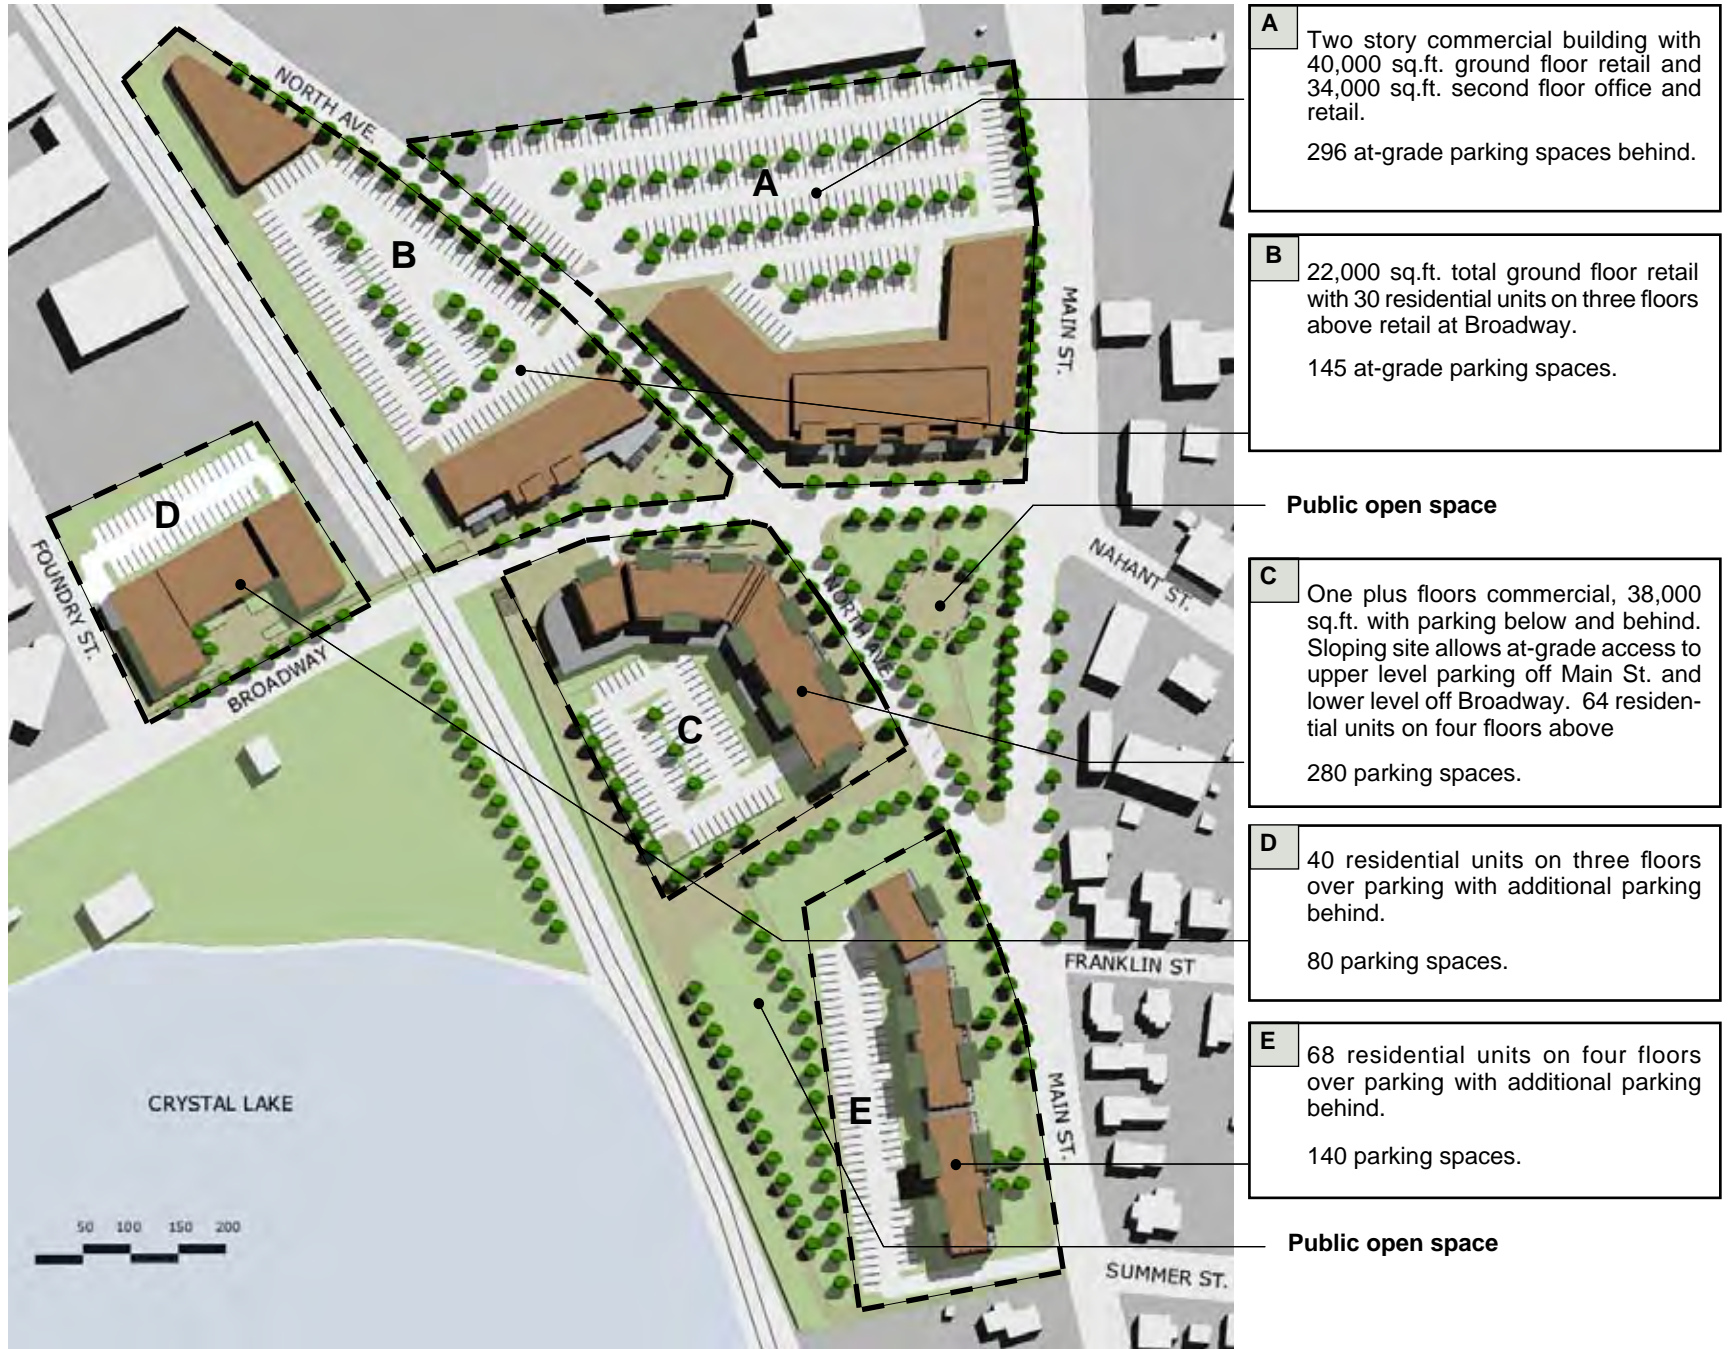 NORTH AVE.
A
B
MAIN ST.
D
FOUNDRY ST.
BROADWAY
NORTH AVE.
NAHANT ST.
C
FRANKLIN ST
E
MAIN ST.
CRYSTAL LAKE
50 100 150 200
SUMMER ST.
A
Two story commercial building with
40,000 sq.ft. ground floor retail and
34,000 sq.ft. second floor office and
retail.
296 at-grade parking spaces behind.
B
22,000 sq.ft. total ground floor retail
with 30 residential units on three floors
above retail at Broadway.
145 at-grade parking spaces.
Public open space
C
One plus floors commercial, 38,000
sq.ft. with parking below and behind.
Sloping site allows at-grade access to
upper level parking off Main St. and
lower level off Broadway. 64 residen-
tial units on four floors above
280 parking spaces.
D
40 residential units on three floors
over parking with additional parking
behind.
80 parking spaces.
E
68 residential units on four floors
over parking with additional parking
behind.
140 parking spaces.
Public open space